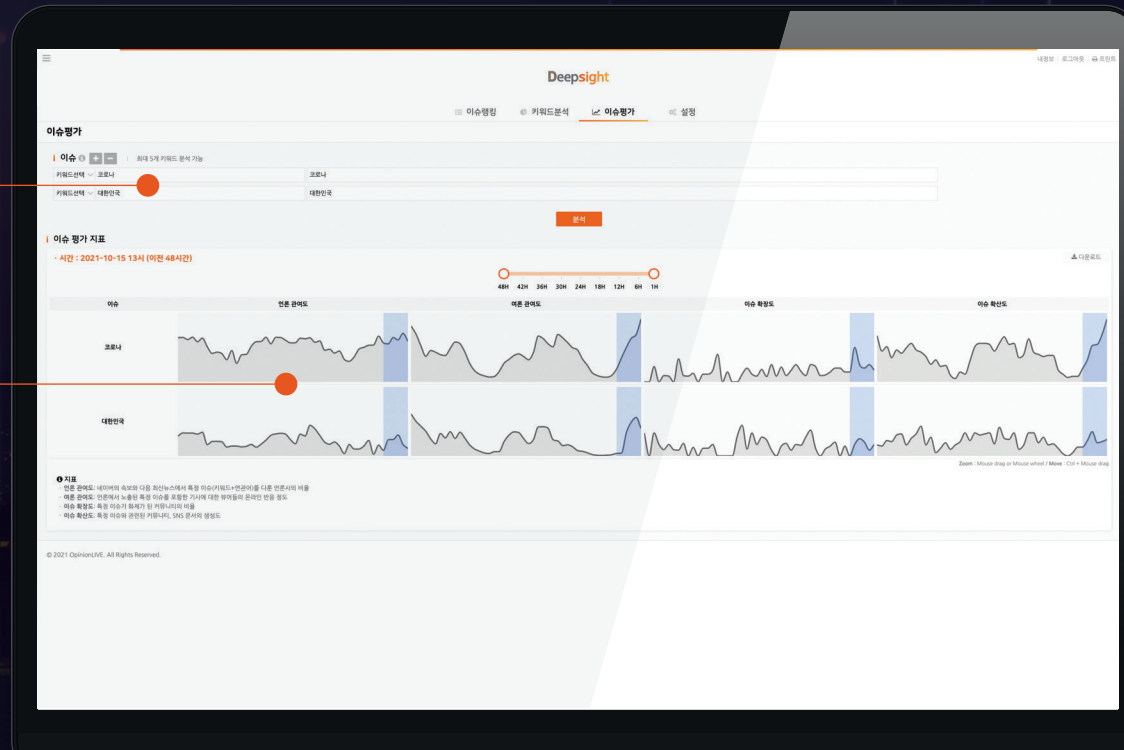 내정보 로그아웃 프린트
Deepsight
이슈랭킹 키워드분석 이슈평가 설정
이슈평가
이슈 최대 5개 키워드 분석 가능
키워드선택 코로나 코로나
키워드선택 대한민국 대한민국
분석
이슈 평가 지표
· 시간 : 2021-10-15 13시 (이전 48시간)
다운로드
48H 42H 36H 30H 24H 18H 12H 6H 1H
이슈 언론 관여도 여론 관여도 이슈 확장도 이슈 확산도
코로나
대한민국
Zoom : Mouse drag or Mouse wheel / Move : Ctrl + Mouse drag
지표
· 언론 관여도: 네이버의 속보와 다음 최신뉴스에서 특정 이슈(키워드+연관어)를 다룬 언론사의 비율
· 여론 관여도: 언론에서 노출된 특정 이슈를 포함한 기사에 대한 뷰어들의 온라인 반응 정도
· 이슈 확장도: 특정 이슈가 화제가 된 커뮤니티의 비율
· 이슈 확산도: 특정 이슈와 관련된 커뮤니티, SNS 문서의 생성도
© 2021 OpinionLIVE. All Rights Reserved.